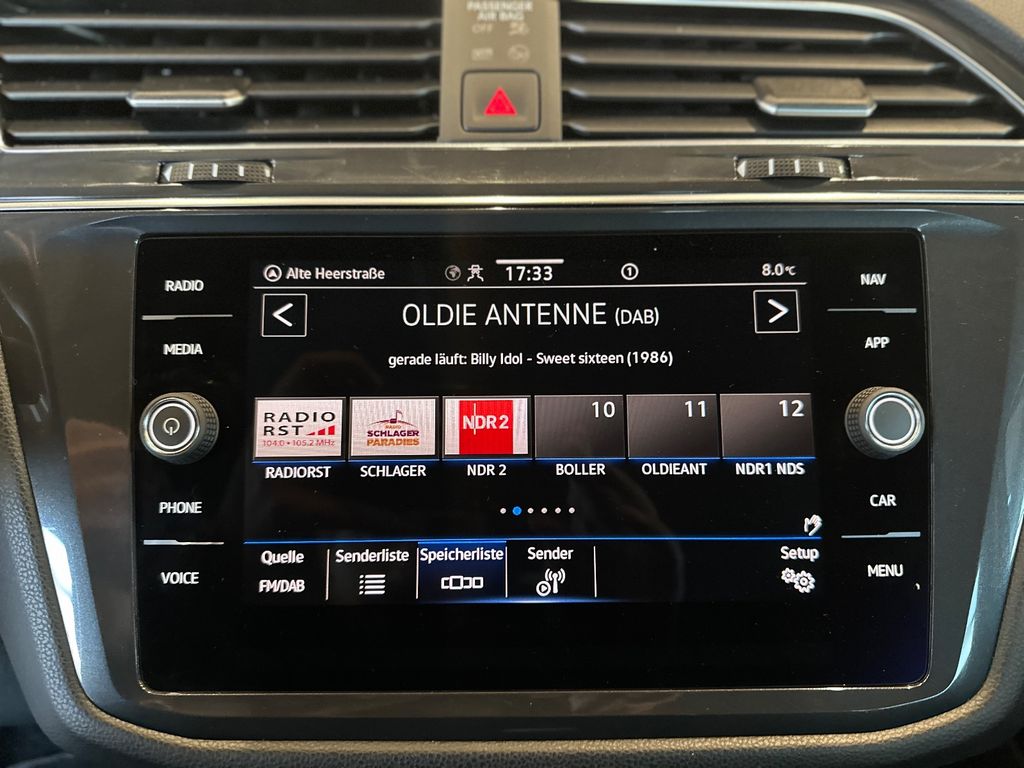 PASSENGER
AIR BAG
OFF
RADIO
MEDIA
PHONE
VOICE
Alte Heerstraße
17:33
1
8.0°C
<
OLDIE ANTENNE (DAB)
>
gerade läuft: Billy Idol - Sweet sixteen (1986)
RADIO
RST
104.0 • 105.2 MHz
RADIO
SCHLAGER
PARADIES
NDR 2
10
11
12
RADIORST
SCHLAGER
NDR 2
BOLLER
OLDIEANT
NDR1 NDS
Quelle
FM/DAB
Senderliste
Speicherliste
Sender
Setup
NAV
APP
CAR
MENU